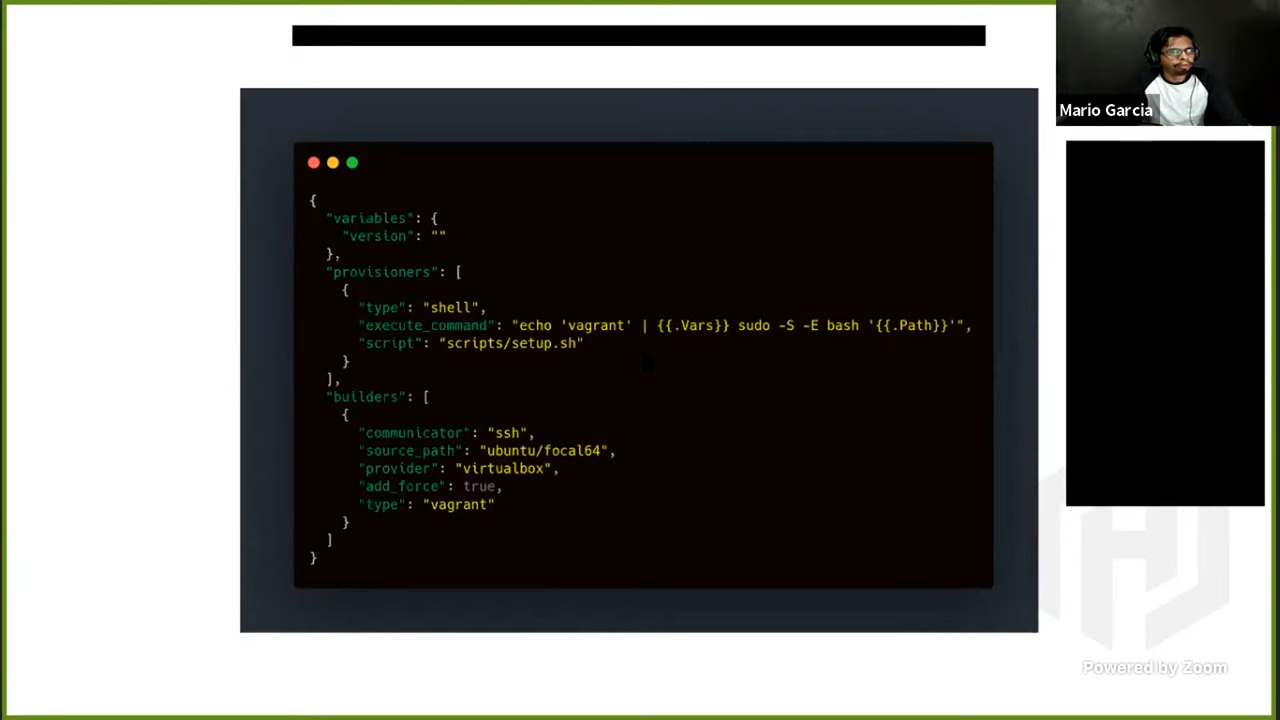 Mario Garcia
{
  "variables": {
    "version": ""
  },
  "provisioners": [
    {
      "type": "shell",
      "execute_command": "echo 'vagrant' | {{.Vars}} sudo -S -E bash '{{.Path}}'",
      "script": "scripts/setup.sh"
    }
  ],
  "builders": [
    {
      "communicator": "ssh",
      "source_path": "ubuntu/focal64",
      "provider": "virtualbox",
      "add_force": true,
      "type": "vagrant"
    }
  ]
}
Powered by Zoom